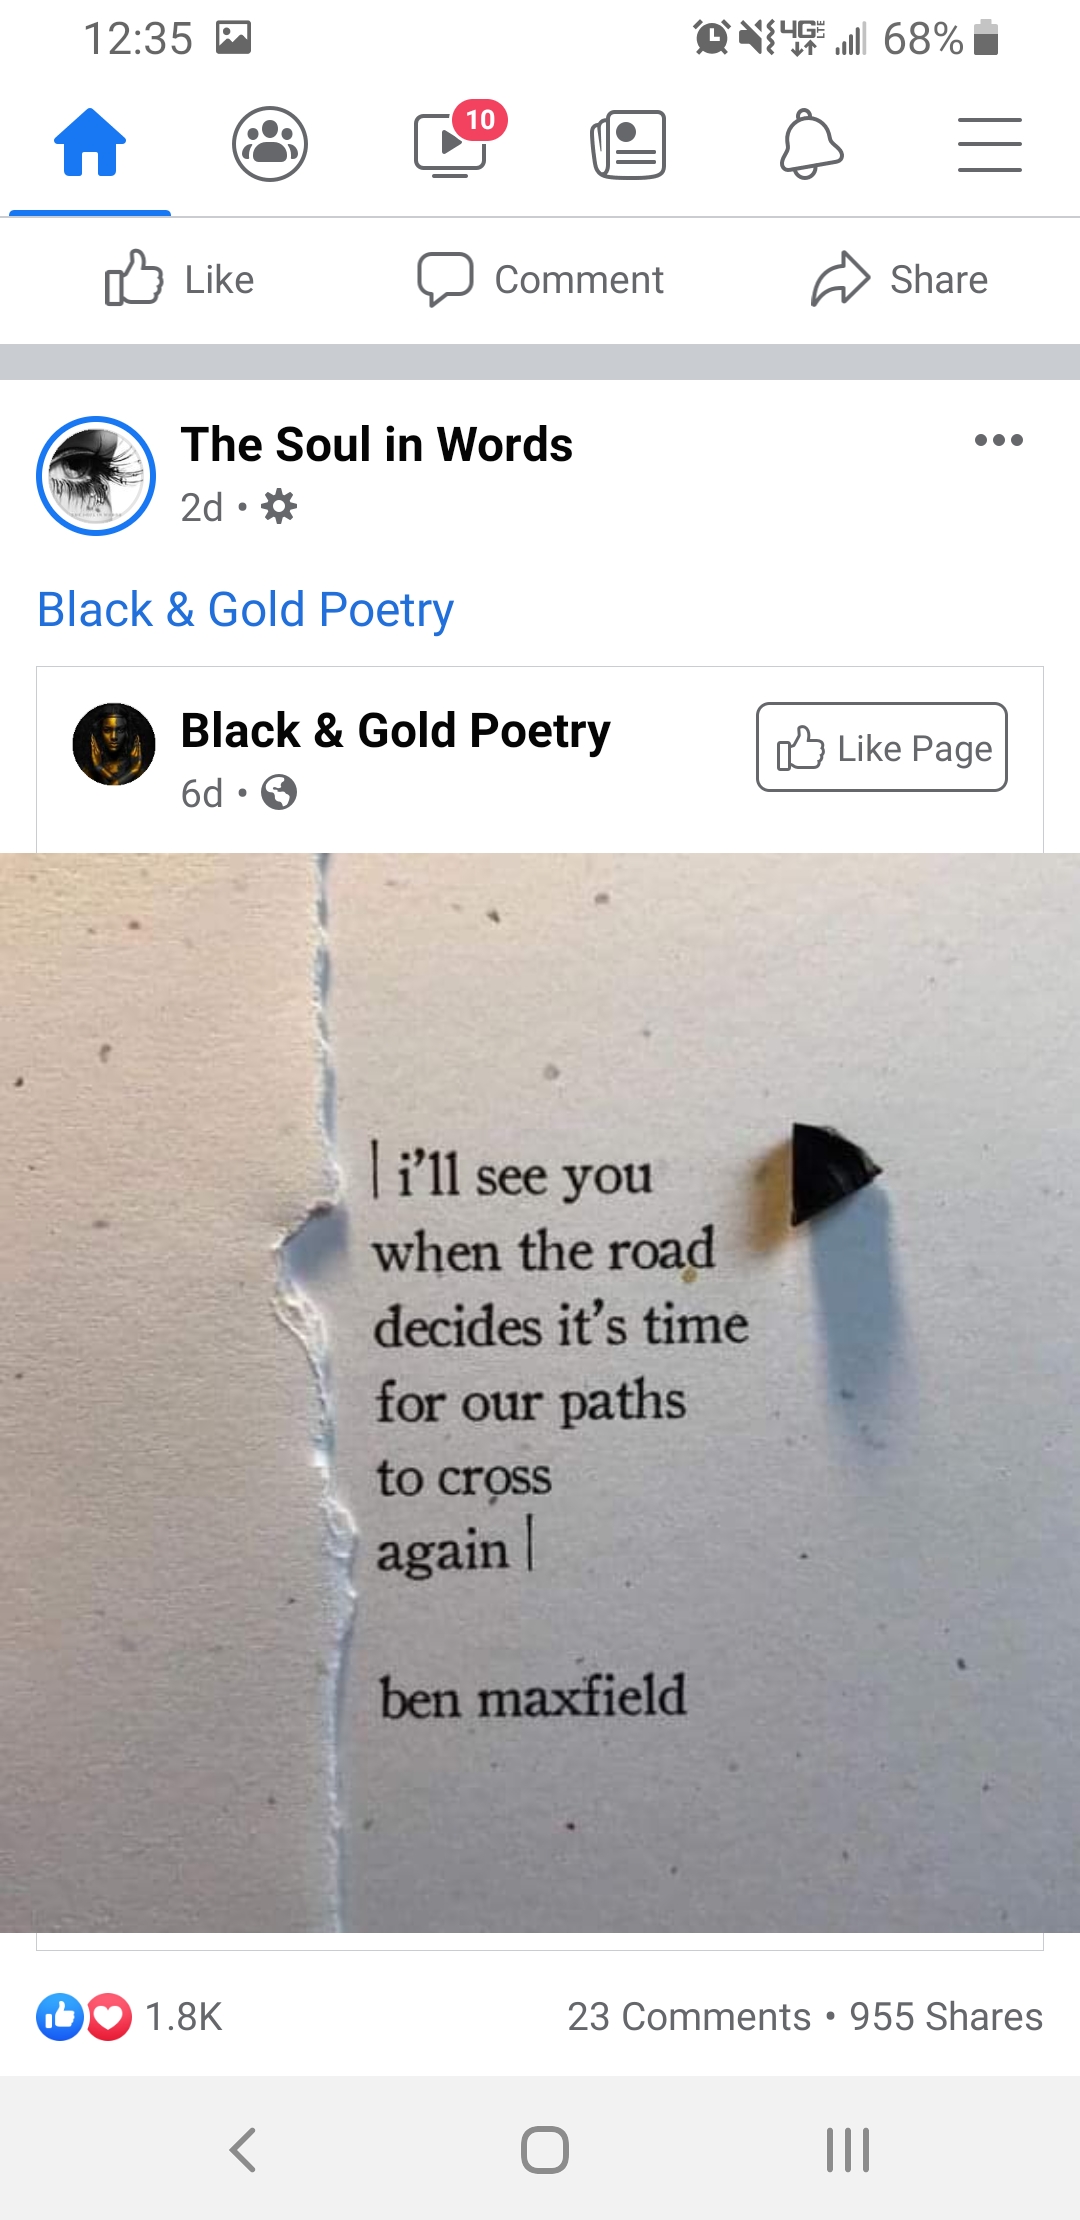 12:35 4G LTE 68%
10
Like Comment Share
The Soul in Words
2d •
Black & Gold Poetry
Black & Gold Poetry
6d •
Like Page
| i’ll see you
when the road
decides it’s time
for our paths
to cross
again |
ben maxfield
1.8K 23 Comments • 955 Shares